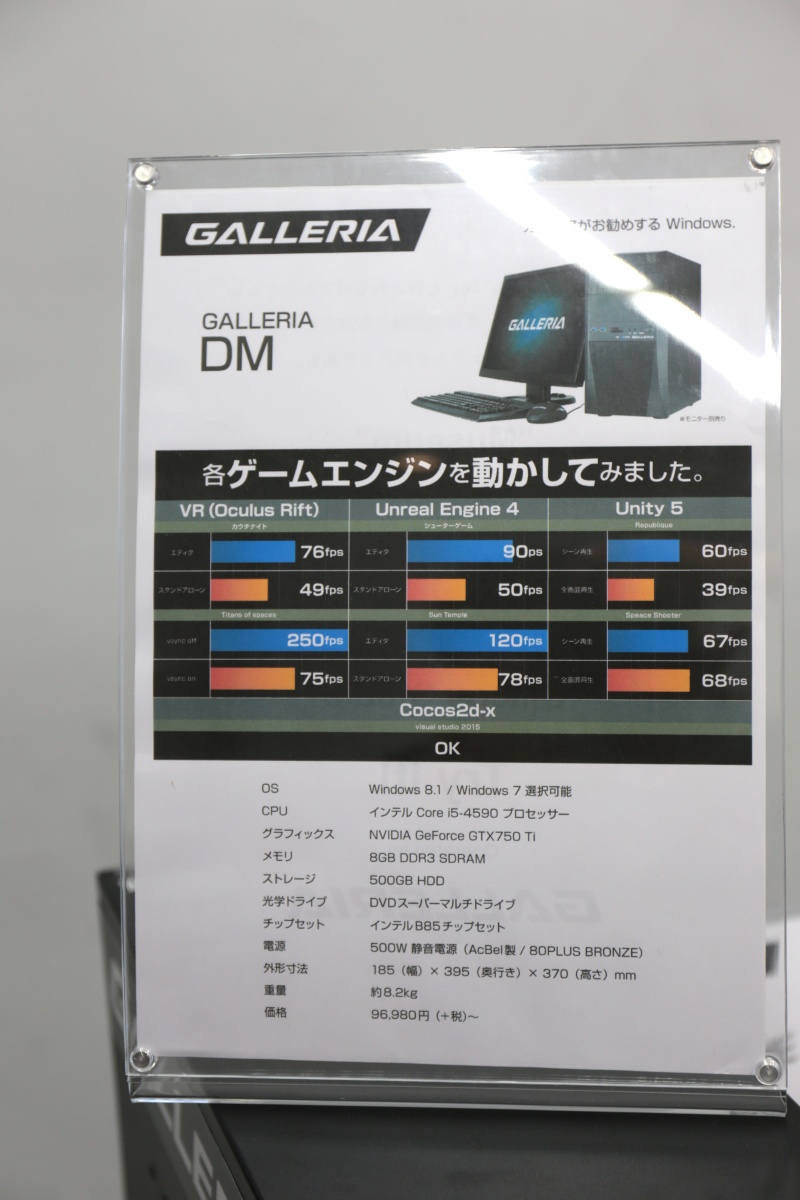 GALLERIA
がお勧めする Windows.
GALLERIA
DM
GALLERIA
※モニター別売り
各ゲームエンジンを動かしてみました。
VR (Oculus Rift) Unreal Engine 4 Unity 5
カウチナイト シューターゲーム Republique
エディタ 76fps エディタ 90ps シーン再生 60fps
スタンドアローン 49fps スタンドアローン 50fps 全画面再生 39fps
Titans of spaces Sun Temple Speace Shooter
vsync off 250fps エディタ 120fps シーン再生 67fps
vsync on 75fps スタンドアローン 78fps 全画面再生 68fps
Cocos2d-x
visual studio 2015
OK
OS Windows 8.1 / Windows 7 選択可能
CPU インテル Core i5-4590 プロセッサー
グラフィックス NVIDIA GeForce GTX750 Ti
メモリ 8GB DDR3 SDRAM
ストレージ 500GB HDD
光学ドライブ DVDスーパーマルチドライブ
チップセット インテルB85チップセット
電源 500W 静音電源（AcBel製 / 80PLUS BRONZE）
外形寸法 185（幅）× 395（奥行き）× 370（高さ）mm
重量 約8.2kg
価格 96,980円（+税）～